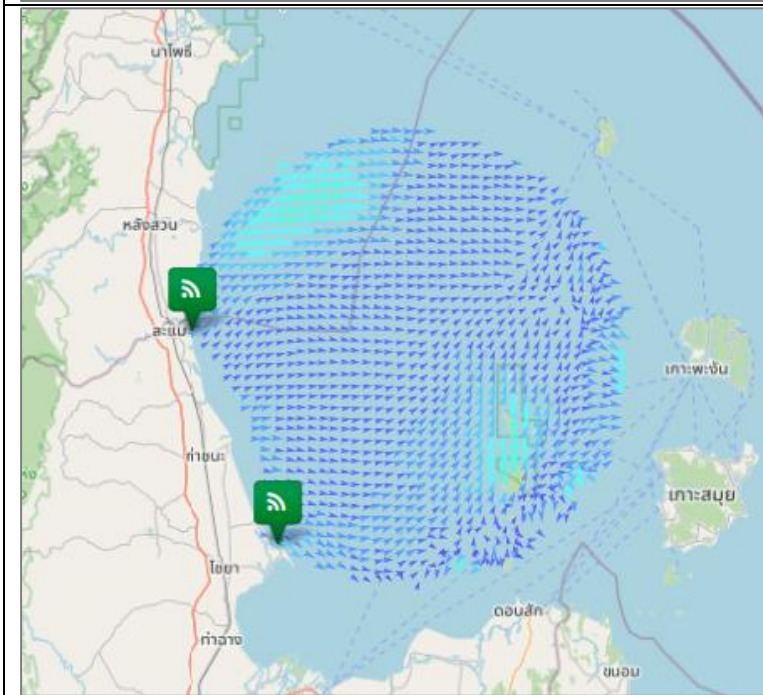 นาโพธิ์
หลังสวน
ละแม
เกาะพะงัน
ท่าชนะ
เกาะสมุย
ไชยา
ดอนสัก
ท่าฉาง
ขนอม